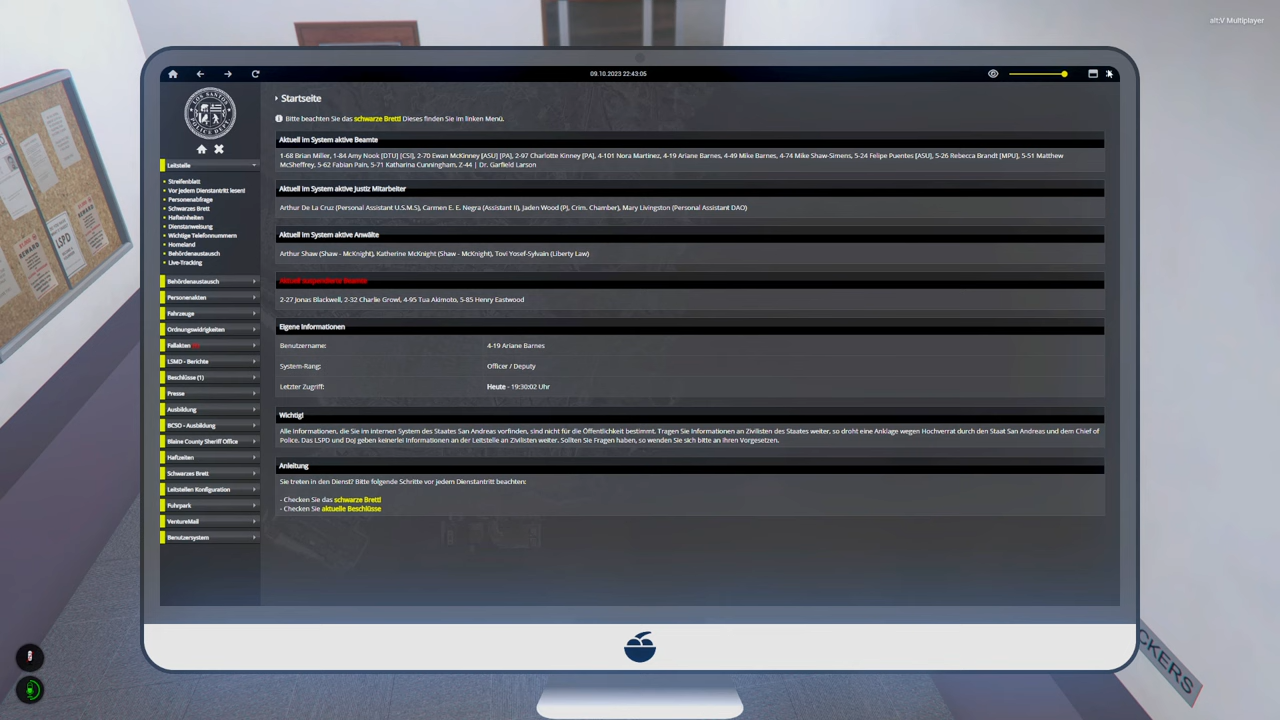 alt:V Multiplayer
09.10.2023 22:43:05
LOS SANTOS
POLICE DEPT
Startseite
Bitte beachten Sie das schwarze Brett! Dieses finden Sie im linken Menü.
Leitstelle
Streifenblatt
Vor jedem Dienstantritt lesen!
Personenabfrage
Schwarzes Brett
Hafteinheiten
Dienstanweisung
Wichtige Telefonnummern
Homeland
Behördenaustausch
Live-Tracking
Behördenaustausch
Personenakten
Fahrzeuge
Ordnungswidrigkeiten
Fallakten
LSMD - Berichte
Beschlüsse (1)
Presse
Ausbildung
BCSO - Ausbildung
Blaine County Sheriff Office
Haftzeiten
Schwarzes Brett
Leitstellen Konfiguration
Fuhrpark
VentureMail
Benutzersystem
Aktuell im System aktive Beamte
1-68 Brian Miller, 1-84 Amy Nook [DTU] [CSI], 2-70 Ewan McKinney [ASU] [PA], 2-97 Charlotte Kinney [PA], 4-101 Nora Martinez, 4-19 Ariane Barnes, 4-49 Mike Barnes, 4-74 Mike Shaw-Simens, 5-24 Felipe Puentes [ASU], 5-26 Rebecca Brandt [MPU], 5-51 Matthew
McSheffrey, 5-62 Fabian Pain, 5-71 Katharina Cunningham, Z-44 | Dr. Garfield Larson
Aktuell im System aktive Justiz Mitarbeiter
Arthur De La Cruz (Personal Assistant U.S.M.S), Carmen E. E. Negra (Assistant II), Jaden Wood (PJ, Crim. Chamber), Mary Livingston (Personal Assistant DAO)
Aktuell im System aktive Anwälte
Arthur Shaw (Shaw - McKnight), Katherine McKnight (Shaw - McKnight), Tovi Yosef-Sylvain (Liberty Law)
Aktuell suspendierte Beamte
2-27 Jonas Blackwell, 2-32 Charlie Growl, 4-95 Tua Akimoto, 5-85 Henry Eastwood
Eigene Informationen
Benutzername: 4-19 Ariane Barnes
System-Rang: Officer / Deputy
Letzter Zugriff: Heute - 19:30:02 Uhr
Wichtig!
Alle Informationen, die Sie im internen System des Staates San Andreas vorfinden, sind nicht für die Öffentlichkeit bestimmt. Tragen Sie Informationen an Zivilisten des Staates weiter, so droht eine Anklage wegen Hochverrat durch den Staat San Andreas und dem Chief of
Police. Das LSPD und DoJ geben keinerlei Informationen an der Leitstelle an Zivilisten weiter. Sollten Sie Fragen haben, so wenden Sie sich bitte an Ihren Vorgesetzten.
Anleitung
Sie treten in den Dienst? Bitte folgende Schritte vor jedem Dienstantritt beachten:
- Checken Sie das schwarze Brett!
- Checken Sie aktuelle Beschlüsse
LSPD
CKERS